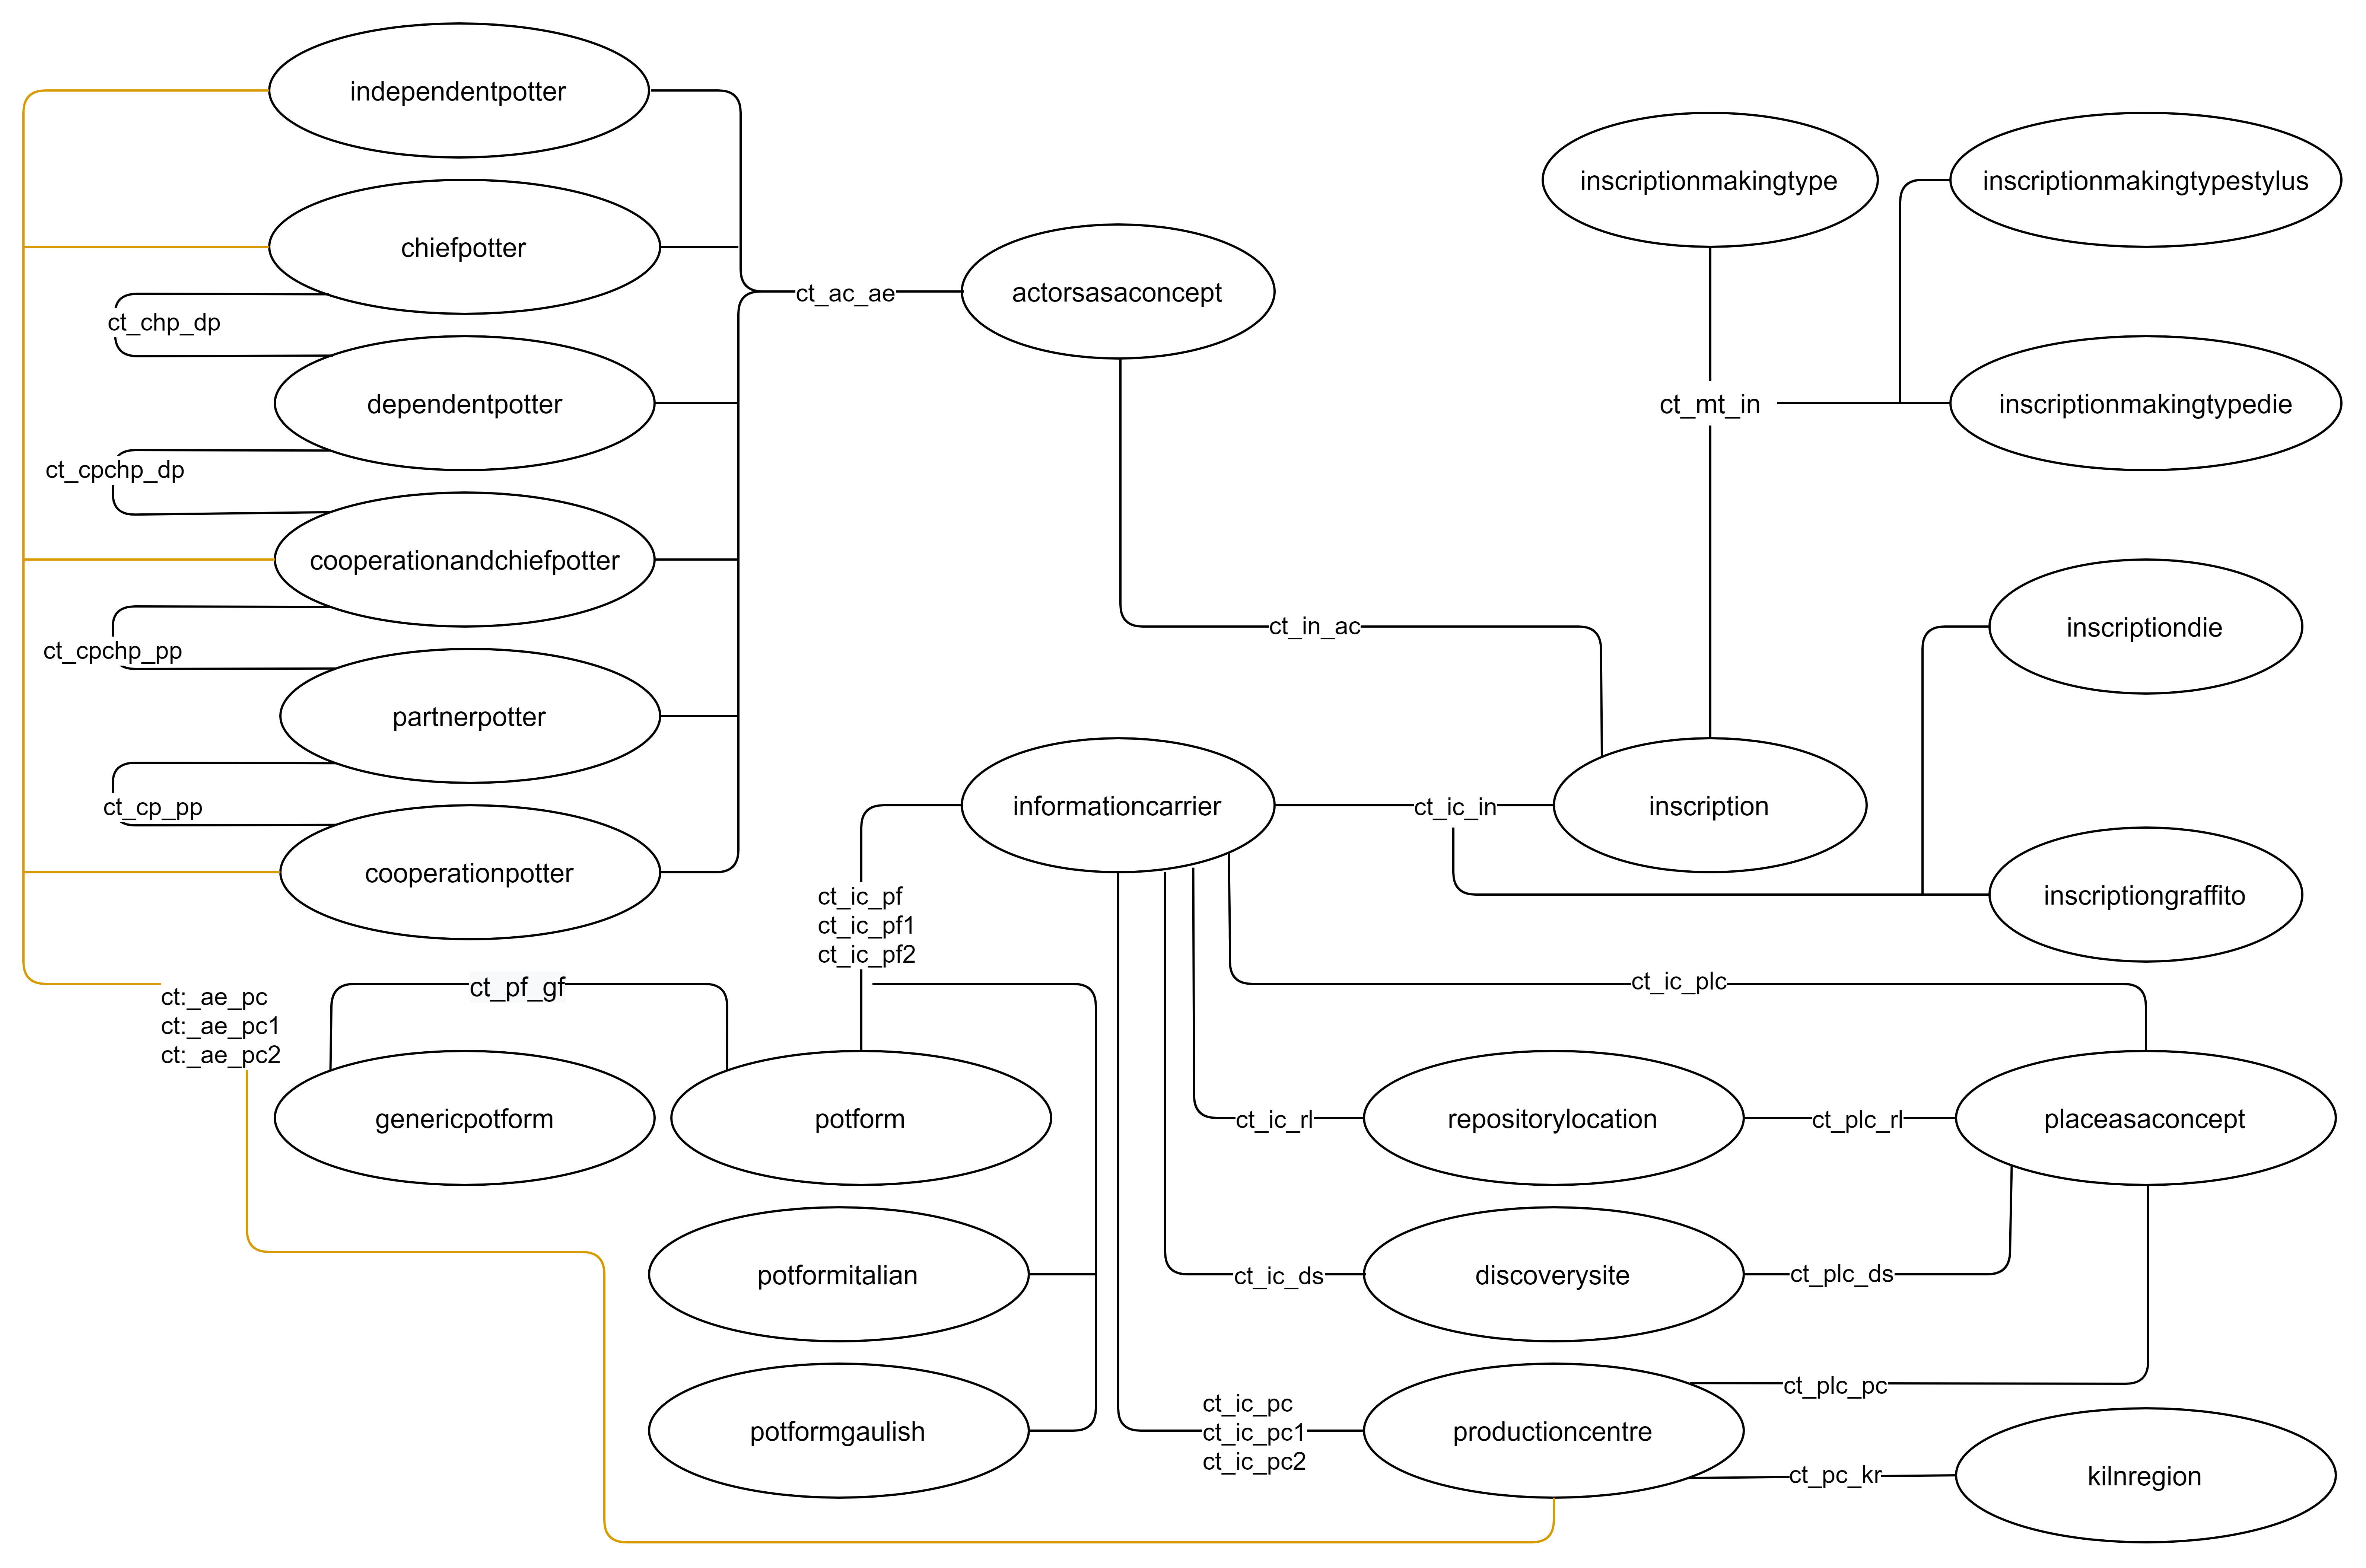 independentpotter
inscriptionmakingtype
inscriptionmakingtypestylus
chiefpotter
actorsasaconcept
ct_ac_ae
ct_chp_dp
dependentpotter
ct_mt_in
inscriptionmakingtypedie
ct_cpchp_dp
cooperationandchiefpotter
ct_in_ac
inscriptiondie
ct_cpchp_pp
partnerpotter
ct_cp_pp
informationcarrier
ct_ic_in
inscription
cooperationpotter
inscriptiongraffito
ct_ic_pf
ct_ic_pf1
ct_ic_pf2
ct_pf_gf
ct_ic_plc
ct:_ae_pc
ct:_ae_pc1
ct:_ae_pc2
genericpotform
potform
ct_ic_rl
repositorylocation
ct_plc_rl
placeasaconcept
potformitalian
ct_ic_ds
discoverysite
ct_plc_ds
ct_plc_pc
potformgaulish
ct_ic_pc
ct_ic_pc1
ct_ic_pc2
productioncentre
ct_pc_kr
kilnregion